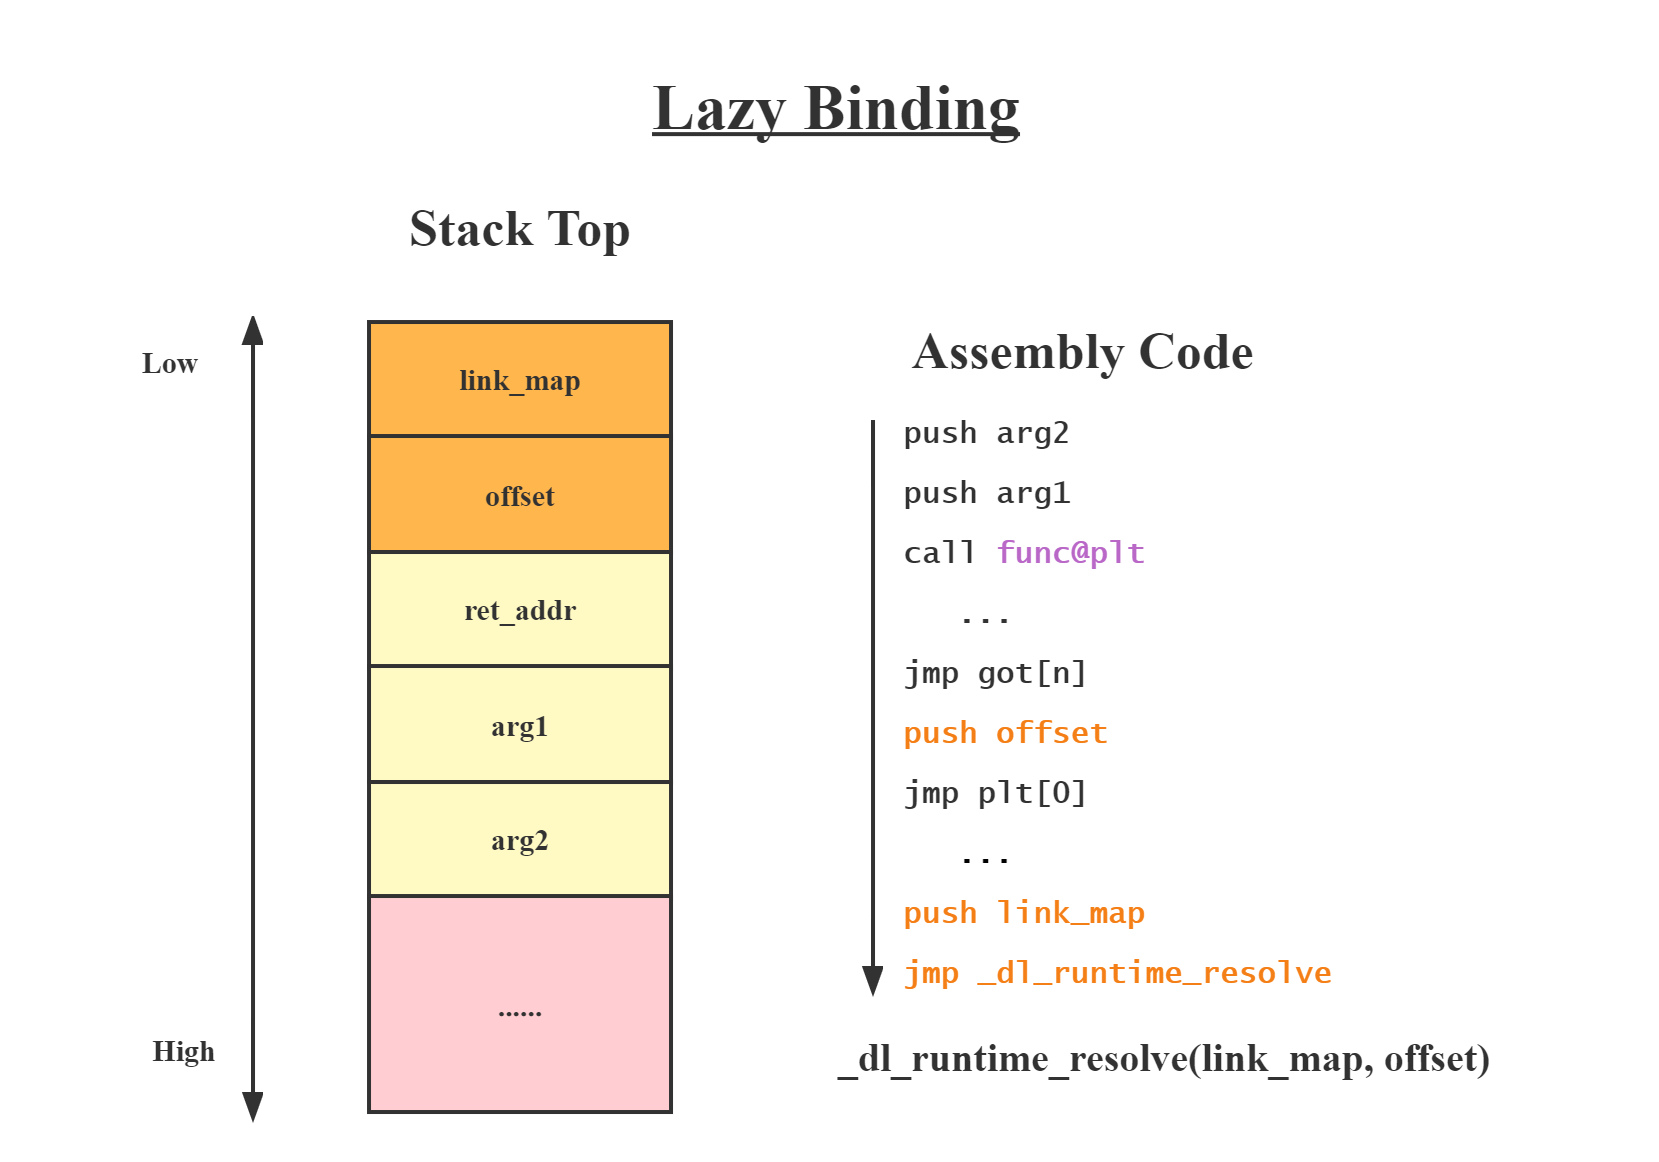 Lazy Binding
Stack Top
Low
link_map
offset
ret_addr
arg1
arg2
......
High
Assembly Code
push arg2
push arg1
call func@plt
...
jmp got[n]
push offset
jmp plt[0]
...
push link_map
jmp _dl_runtime_resolve
_dl_runtime_resolve(link_map, offset)